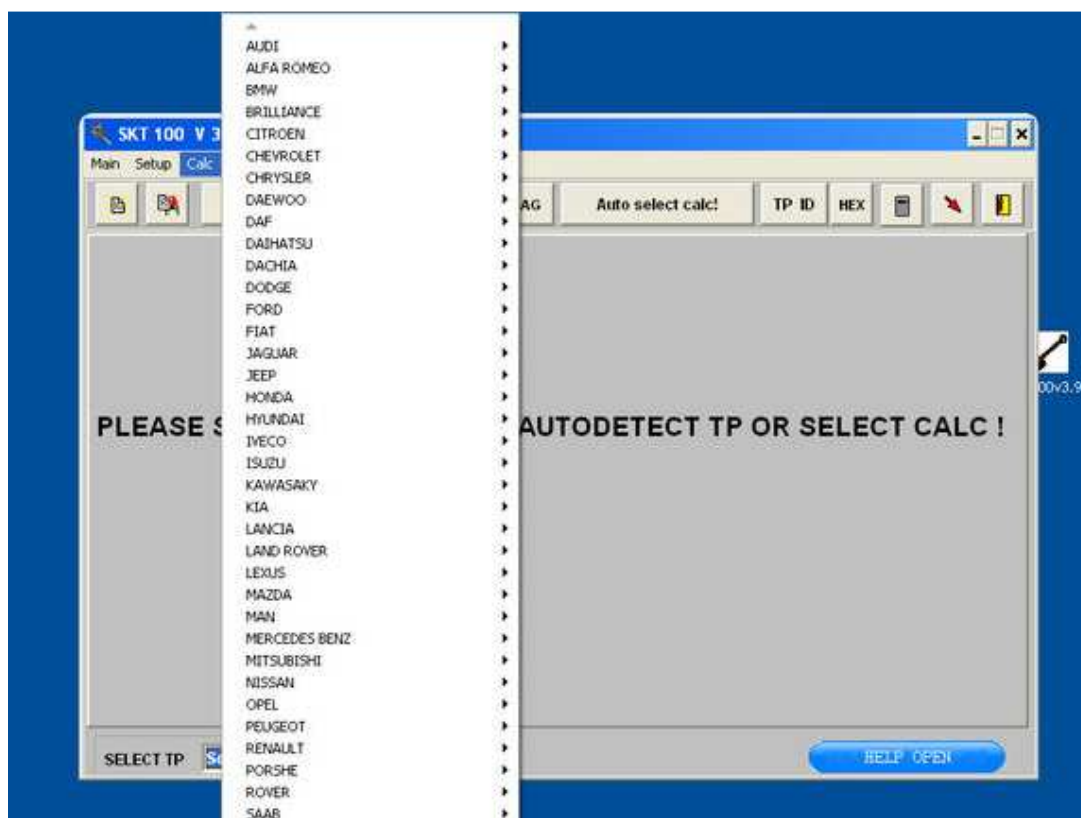 AUDI
ALFA ROMEO
BMW
BRILLIANCE
CITROEN
CHEVROLET
CHRYSLER
DAEWOO
DAF
DAIHATSU
DACHIA
DODGE
FORD
FIAT
JAGUAR
JEEP
HONDA
HYUNDAI
IVECO
ISUZU
KAWASAKY
KIA
LANCIA
LAND ROVER
LEXUS
MAZDA
MAN
MERCEDES BENZ
MITSUBISHI
NISSAN
OPEL
PEUGEOT
RENAULT
PORSHE
ROVER
SAAB
SKT 100 V 3
Main Setup Calc
AG Auto select calc! TP ID HEX
PLEASE S AUTODETECT TP OR SELECT CALC !
00v3.9
SELECT TP Se HELP OPEN